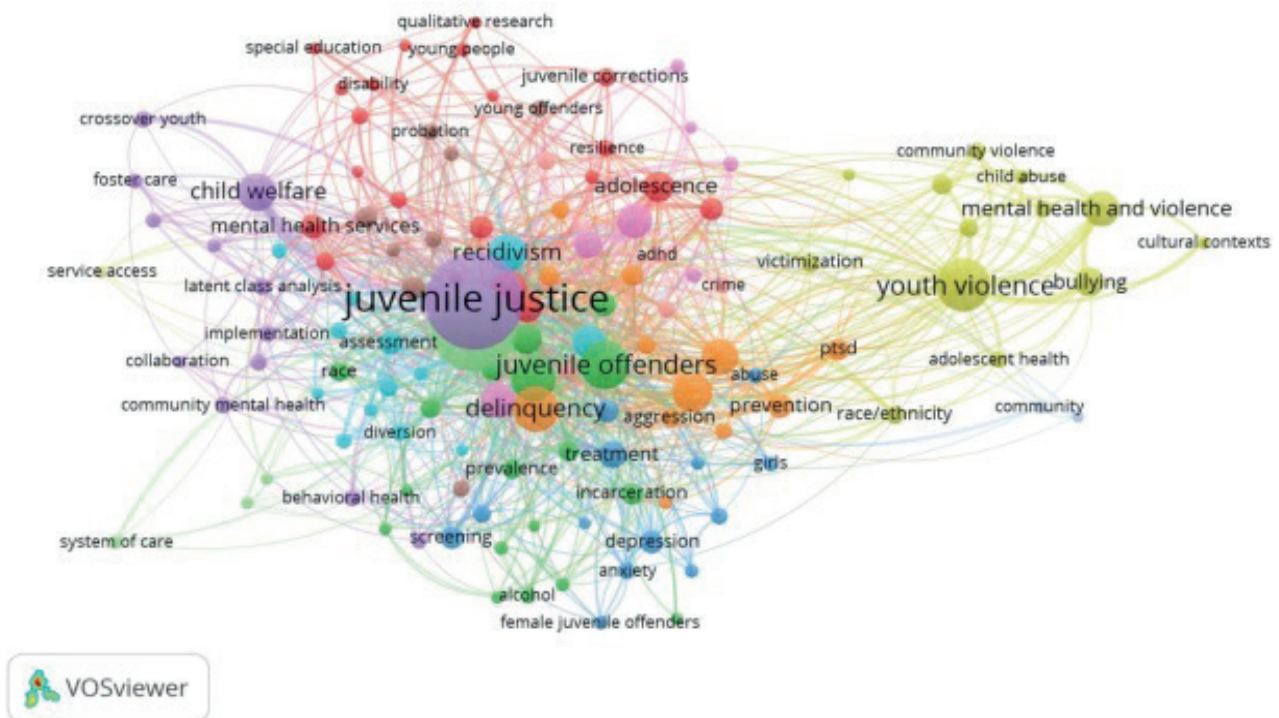 qualitative research
special education
young people
juvenile corrections
disability
young offenders
crossover youth
probation
resilience
community violence
child abuse
foster care
child welfare
adolescence
mental health and violence
mental health services
cultural contexts
recidivism
adhd
victimization
service access
latent class analysis
crime
youth violence
bullying
juvenile justice
implementation
assessment
ptsd
collaboration
race
juvenile offenders
abuse
adolescent health
community mental health
delinquency
aggression
prevention
race/ethnicity
community
diversion
treatment
prevalence
girls
behavioral health
incarceration
system of care
screening
depression
anxiety
alcohol
female juvenile offenders
VOSviewer